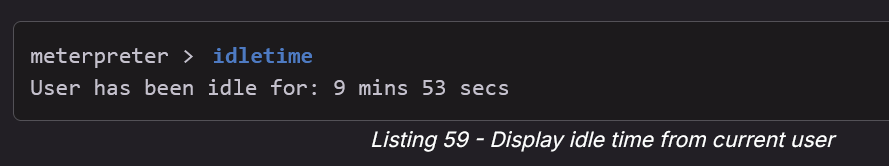 meterpreter > idletime
User has been idle for: 9 mins 53 secs
Listing 59 - Display idle time from current user